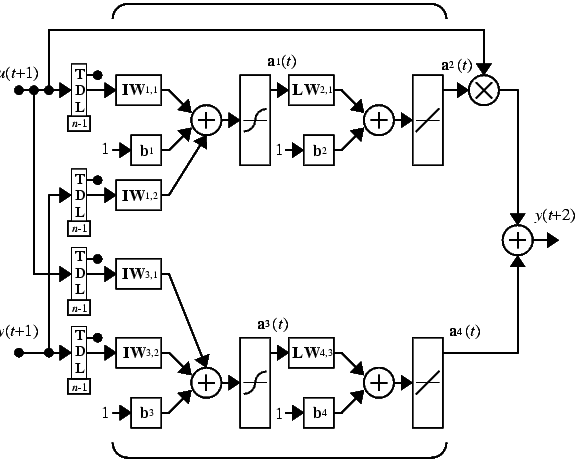 a1(t)
a2(t)
u(t+1)
T
D
L
n-1
IW1,1
LW2,1
1
b1
1
b2
T
D
L
n-1
IW1,2
y(t+2)
T
D
L
n-1
IW3,1
a3(t)
a4(t)
y(t+1)
T
D
L
n-1
IW3,2
LW4,3
1
b3
1
b4